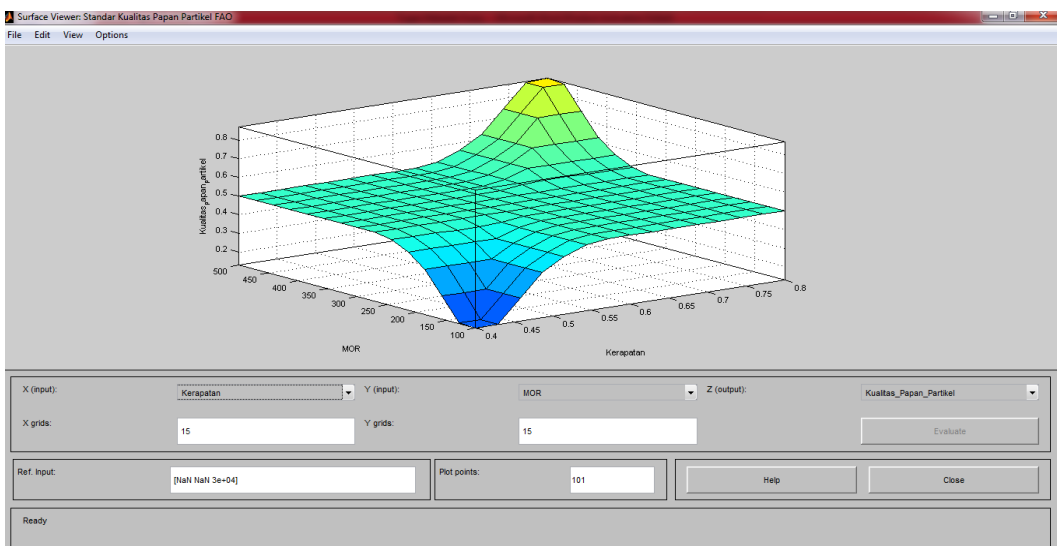 Surface Viewer: Standar Kualitas Papan Partikel FAO
File Edit View Options
0.8
0.7
0.6
0.5
0.4
0.3
0.2
Kualitas_papan_partikel
500
450
400
350
300
250
200
150
100
MOR
0.4
0.45
0.5
0.55
0.6
0.65
0.7
0.75
0.8
Kerapatan
X (input): Kerapatan Y (input): MOR Z (output): Kualitas_Papan_Partikel
X grids: 15 Y grids: 15 Evaluate
Ref. Input: [NaN NaN 3e+04] Plot points: 101 Help Close
Ready